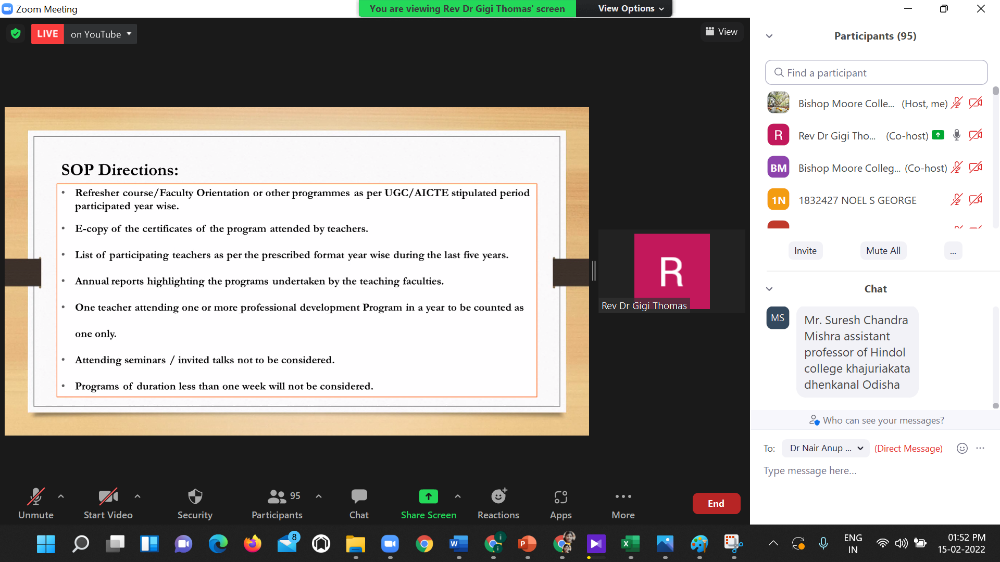 Zoom Meeting
You are viewing Rev Dr Gigi Thomas' screen
View Options
LIVE
on YouTube
View
SOP Directions:
• Refresher course/Faculty Orientation or other programmes as per UGC/AICTE stipulated period
participated year wise.
• E-copy of the certificates of the program attended by teachers.
• List of participating teachers as per the prescribed format year wise during the last five years.
• Annual reports highlighting the programs undertaken by the teaching faculties.
• One teacher attending one or more professional development Program in a year to be counted as
one only.
• Attending seminars / invited talks not to be considered.
• Programs of duration less than one week will not be considered.
R
Rev Dr Gigi Thomas
Participants (95)
Find a participant
Bishop Moore Colle... (Host, me)
R Rev Dr Gigi Tho... (Co-host)
BM Bishop Moore Colleg... (Co-host)
1N 1832427 NOEL S GEORGE
Invite
Mute All
...
Chat
MS
Mr. Suresh Chandra
Mishra assistant
professor of Hindol
college khajuriakata
dhenkanal Odisha
Who can see your messages?
To: Dr Nair Anup ... (Direct Message)
Type message here...
Unmute
Start Video
Security
95
Participants
Chat
Share Screen
Reactions
Apps
More
End
8
W
P
X
ENG
IN
01:52 PM
15-02-2022